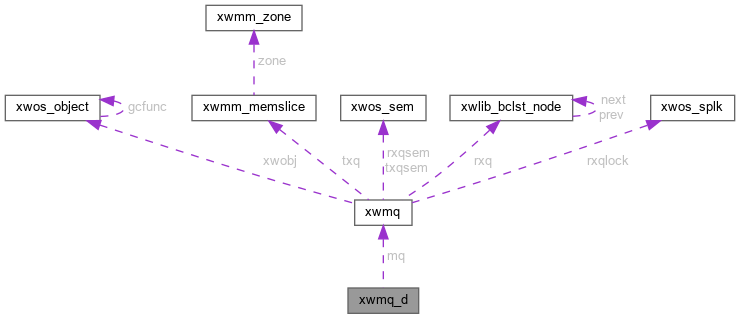 xwmm_zone
zone
xwos_object
gcfunc
xwmm_memslice
xwos_sem
xwlib_bclst_node
next
prev
xwos_splk
xwobj
txq
rxqsem
txqsem
rxq
rxqlock
xwmq
mq
xwmq_d